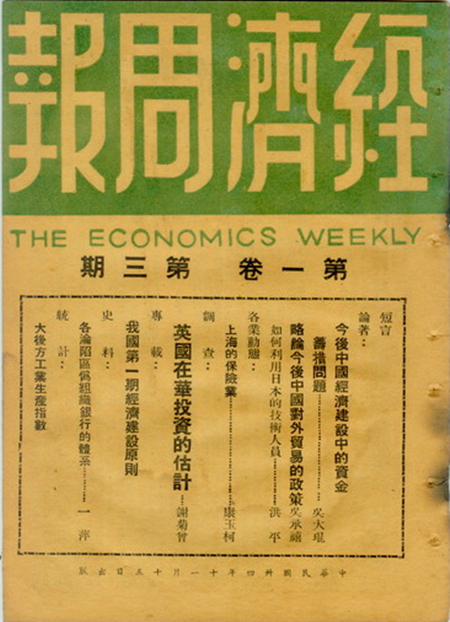 經濟周報
THE ECONOMICS WEEKLY
第一卷 第三期
短言
論著：
今後中國經濟建設中的資金
籌措問題……吳大琨
略論今後中國對外貿易的政策 吳承禧
如何利用日本的技術人員……洪平
各業動態：
上海的保險業……康玉柯
調查：
英國在華投資的估計……謝菊曾
專載：
我國第一期經濟建設原則
史料：
各淪陷區偽組織銀行的體系……一萍
統計：
大後方工業生產指數
中華民國卅四年十一月十五日出版